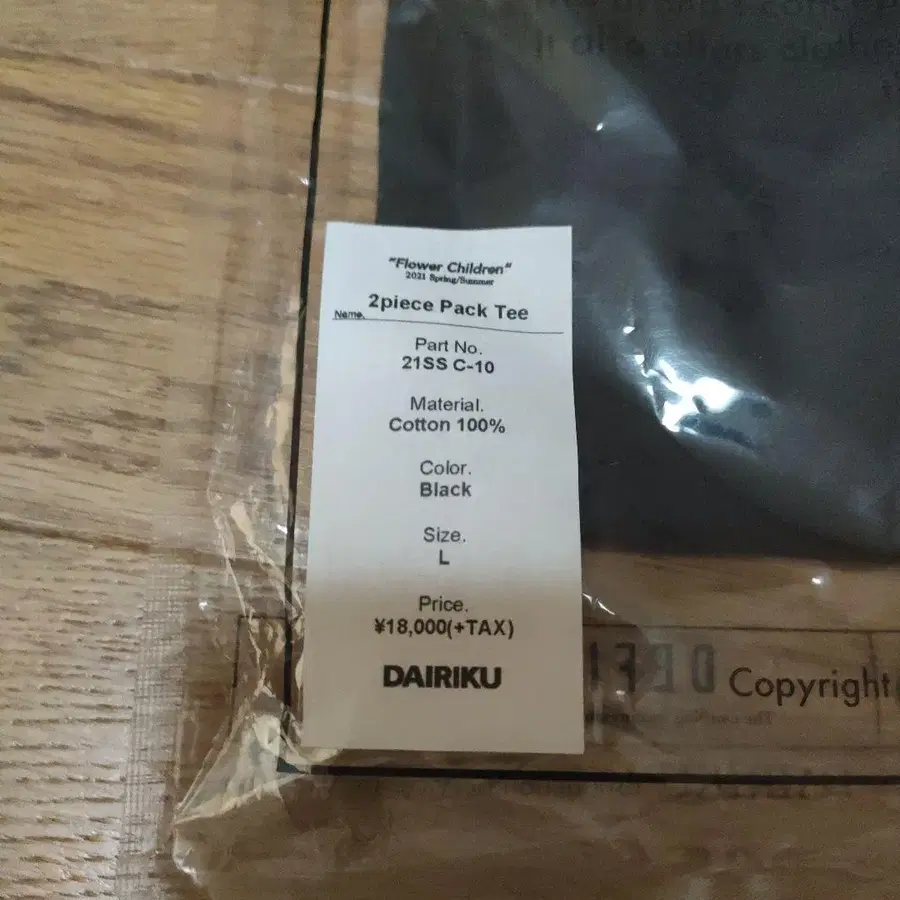 "Flower Children"
2021 Spring/Summer
Name. 2piece Pack Tee
Part No.
21SS C-10
Material.
Cotton 100%
Color.
Black
Size.
L
Price.
¥18,000(+TAX)
DAIRIKU
Copyright